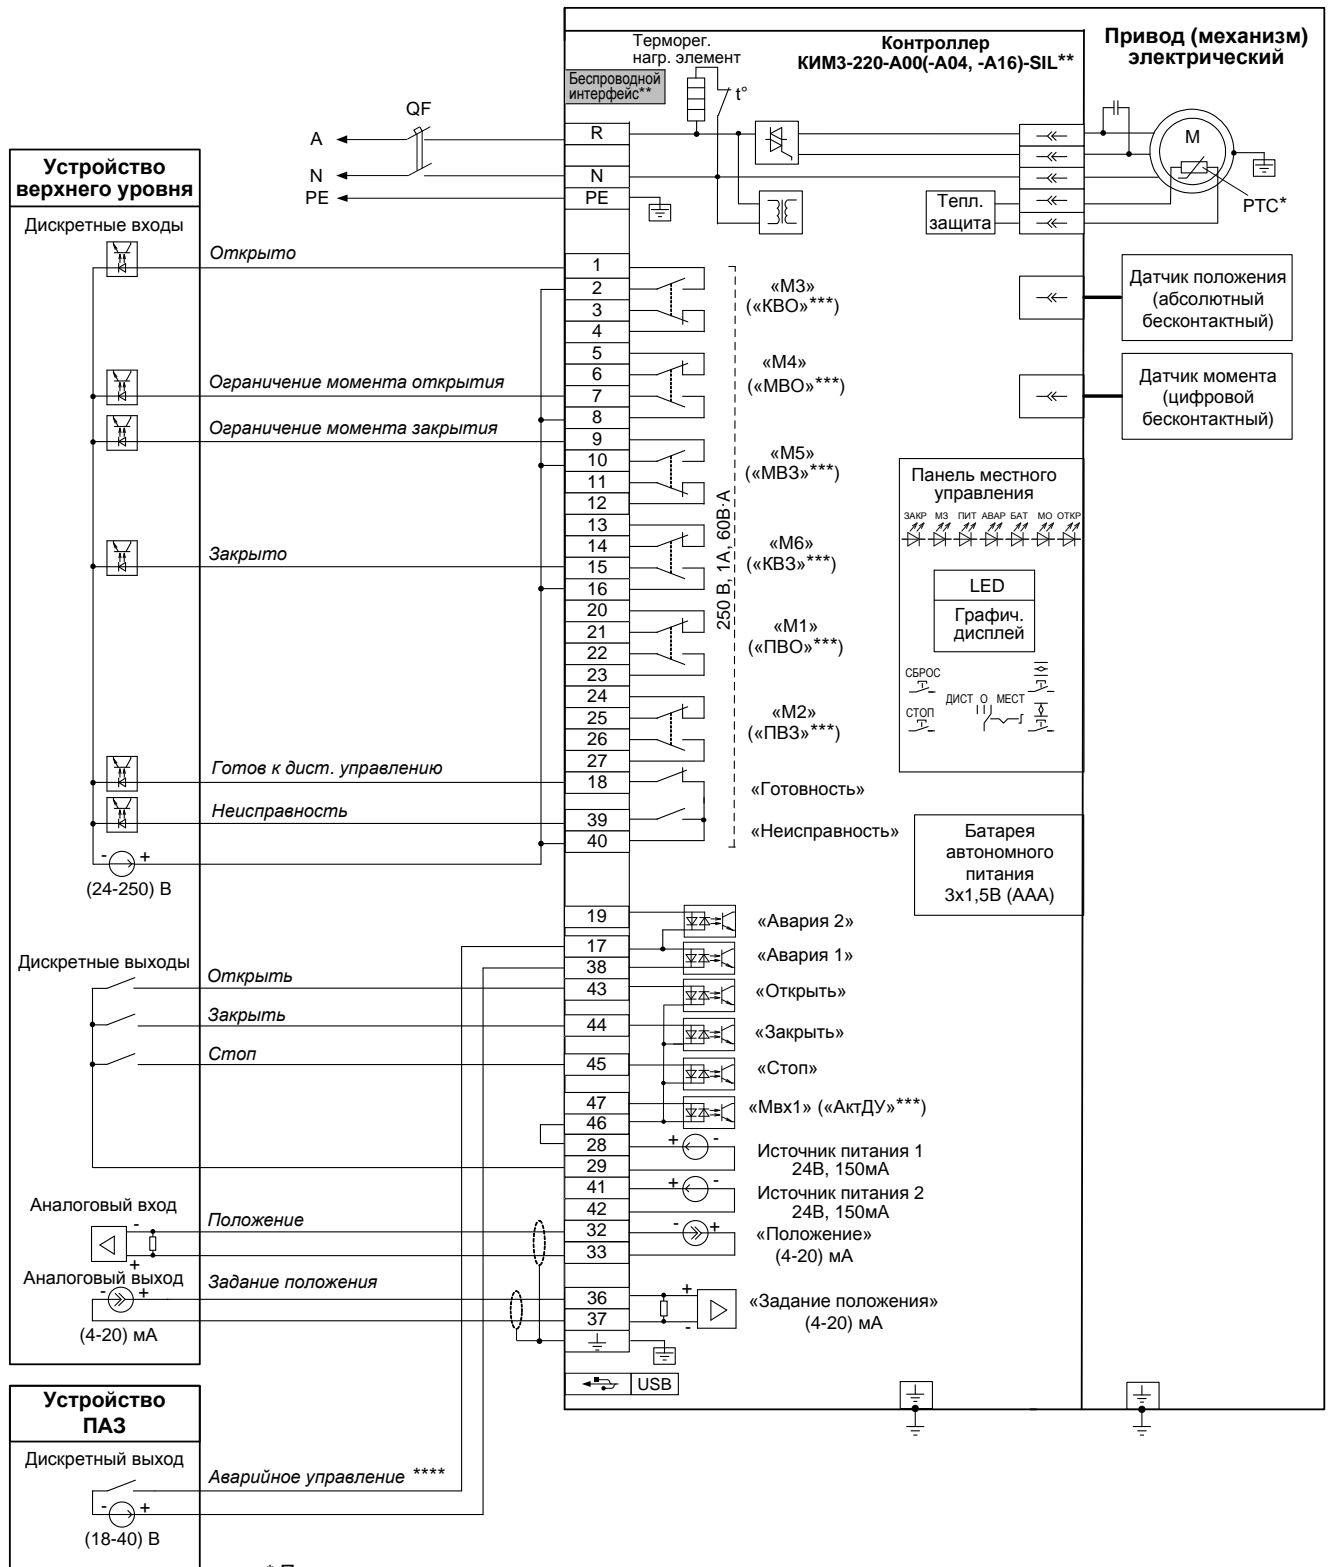 Терморег.
нагр. элемент
Контроллер
КИМ3-220-А00(-А04, -А16)-SIL**
Привод (механизм)
электрический
Беспроводной
интерфейс**
t°
QF
A
N
PE
R
N
PE
M
PTC*
Тепл.
защита
Устройство
верхнего уровня
Дискретные входы
Открыто
Ограничение момента открытия
Ограничение момента закрытия
Закрыто
Готов к дист. управлению
Неисправность
- +
(24-250) В
1
2
3
4
5
6
7
8
9
10
11
12
13
14
15
16
20
21
22
23
24
25
26
27
18
39
40
«М3»
(«КВО»***)
«М4»
(«МВО»***)
«М5»
(«МВЗ»***)
«М6»
(«КВЗ»***)
«М1»
(«ПВО»***)
«М2»
(«ПВЗ»***)
«Готовность»
«Неисправность»
250 В, 1А, 60В·А
Датчик положения
(абсолютный
бесконтактный)
Датчик момента
(цифровой
бесконтактный)
Панель местного
управления
ЗАКР МЗ ПИТ АВАР БАТ МО ОТКР
LED
Графич.
дисплей
СБРОС
СТОП
ДИСТ О МЕСТ
Батарея
автономного
питания
3х1,5В (ААА)
Дискретные выходы
Открыть
Закрыть
Стоп
19
17
38
43
44
45
47
46
28
29
41
42
32
33
36
37
«Авария 2»
«Авария 1»
«Открыть»
«Закрыть»
«Стоп»
«Мвх1» («АктДУ»***)
+ -
Источник питания 1
24В, 150мА
+ -
Источник питания 2
24В, 150мА
- +
«Положение»
(4-20) мА
+
-
«Задание положения»
(4-20) мА
Аналоговый вход
-
+
Положение
Аналоговый выход
- +
(4-20) мА
Задание положения
USB
Устройство
ПАЗ
Дискретный выход
- +
(18-40) В
Аварийное управление ****